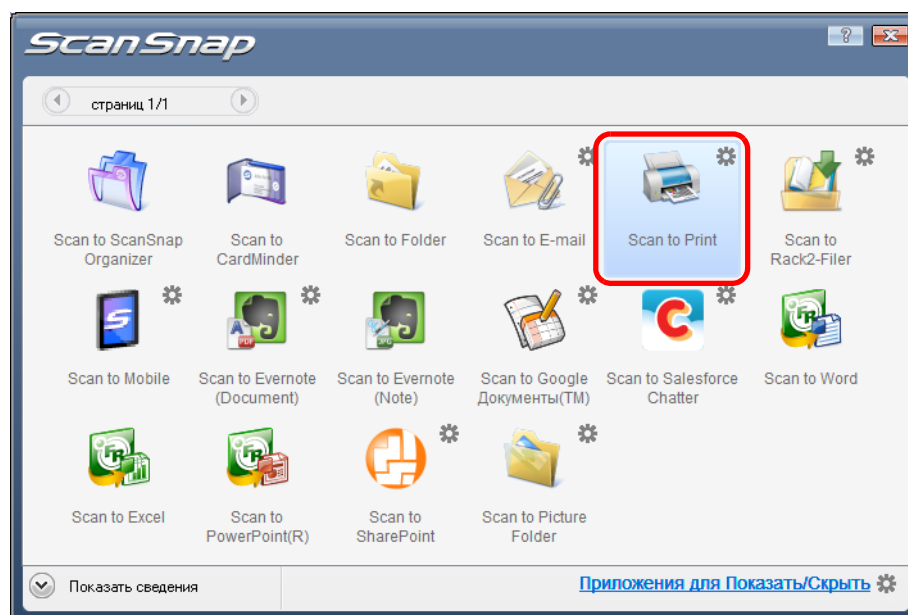 ScanSnap
страниц 1/1
Scan to ScanSnap
Organizer
Scan to
CardMinder
Scan to Folder
Scan to E-mail
Scan to Print
Scan to
Rack2-Filer
Scan to Mobile
Scan to Evernote
(Document)
Scan to Evernote
(Note)
Scan to Google
Документы(TM)
Scan to Salesforce
Chatter
Scan to Word
Scan to Excel
Scan to
PowerPoint(R)
Scan to
SharePoint
Scan to Picture
Folder
Показать сведения
Приложения для Показать/Скрыть